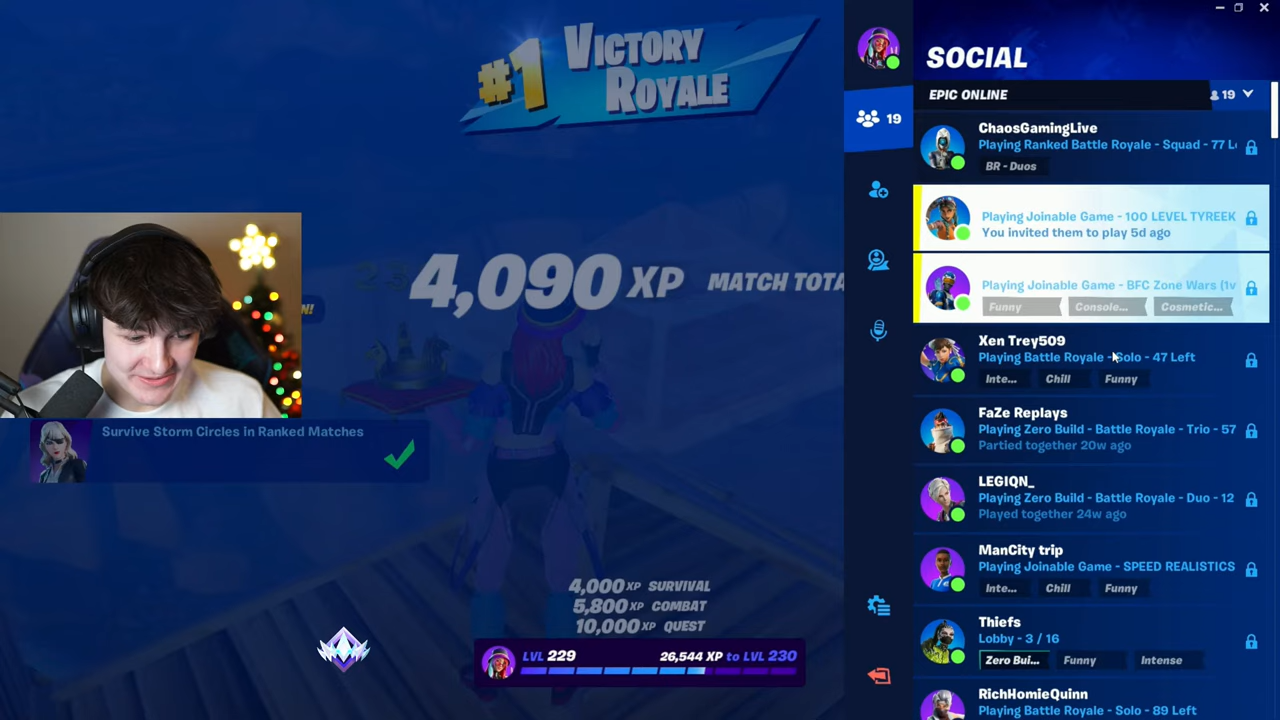 #1 VICTORY
ROYALE
4,090 XP MATCH TOTA
Survive Storm Circles in Ranked Matches
4,000 XP SURVIVAL
5,800 XP COMBAT
10,000 XP QUEST
LVL 229 26,544 XP to LVL 230
19
SOCIAL
EPIC ONLINE 19
ChaosGamingLive
Playing Ranked Battle Royale - Squad - 77 L
BR - Duos
Playing Joinable Game - 100 LEVEL TYREEK
You invited them to play 5d ago
Playing Joinable Game - BFC Zone Wars (1v
Funny Console... Cosmetic...
Xen Trey509
Playing Battle Royale - Solo - 47 Left
Inte... Chill Funny
FaZe Replays
Playing Zero Build - Battle Royale - Trio - 57
Partied together 20w ago
LEGIQN_
Playing Zero Build - Battle Royale - Duo - 12
Played together 24w ago
ManCity trip
Playing Joinable Game - SPEED REALISTICS
Inte... Chill Funny
Thiefs
Lobby - 3 / 16
Zero Bui... Funny Intense
RichHomieQuinn
Playing Battle Royale - Solo - 89 Left